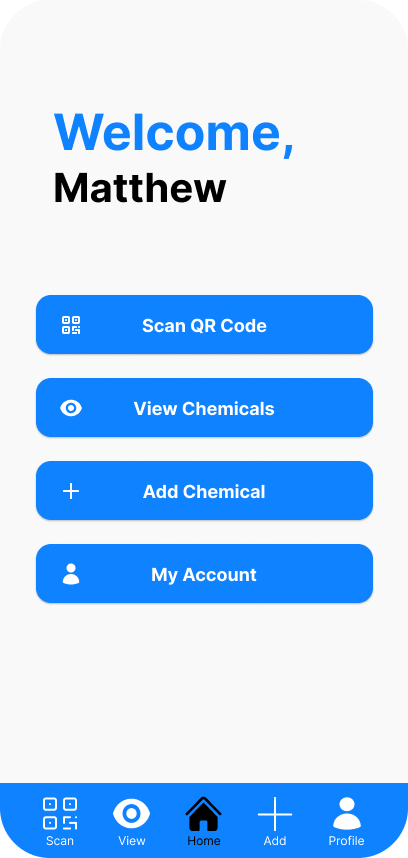 Welcome,
Matthew
Scan QR Code
View Chemicals
Add Chemical
My Account
Scan View Home Add Profile